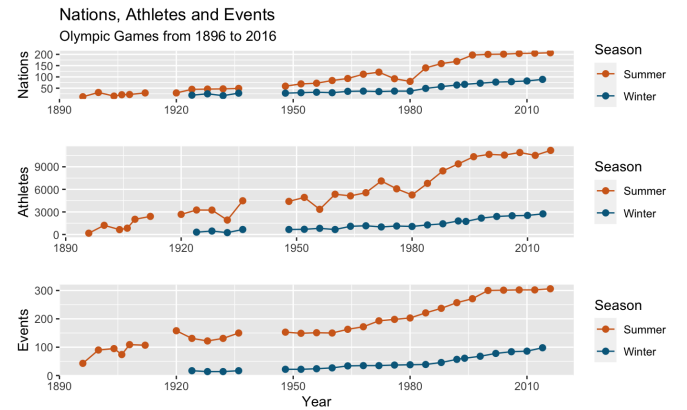 Nations, Athletes and Events
Olympic Games from 1896 to 2016
Nations
200
150
100
50
1890 1920 1950 1980 2010
Season
Summer
Winter
Athletes
9000
6000
3000
0
1890 1920 1950 1980 2010
Season
Summer
Winter
Events
300
200
100
0
1890 1920 1950 1980 2010
Year
Season
Summer
Winter